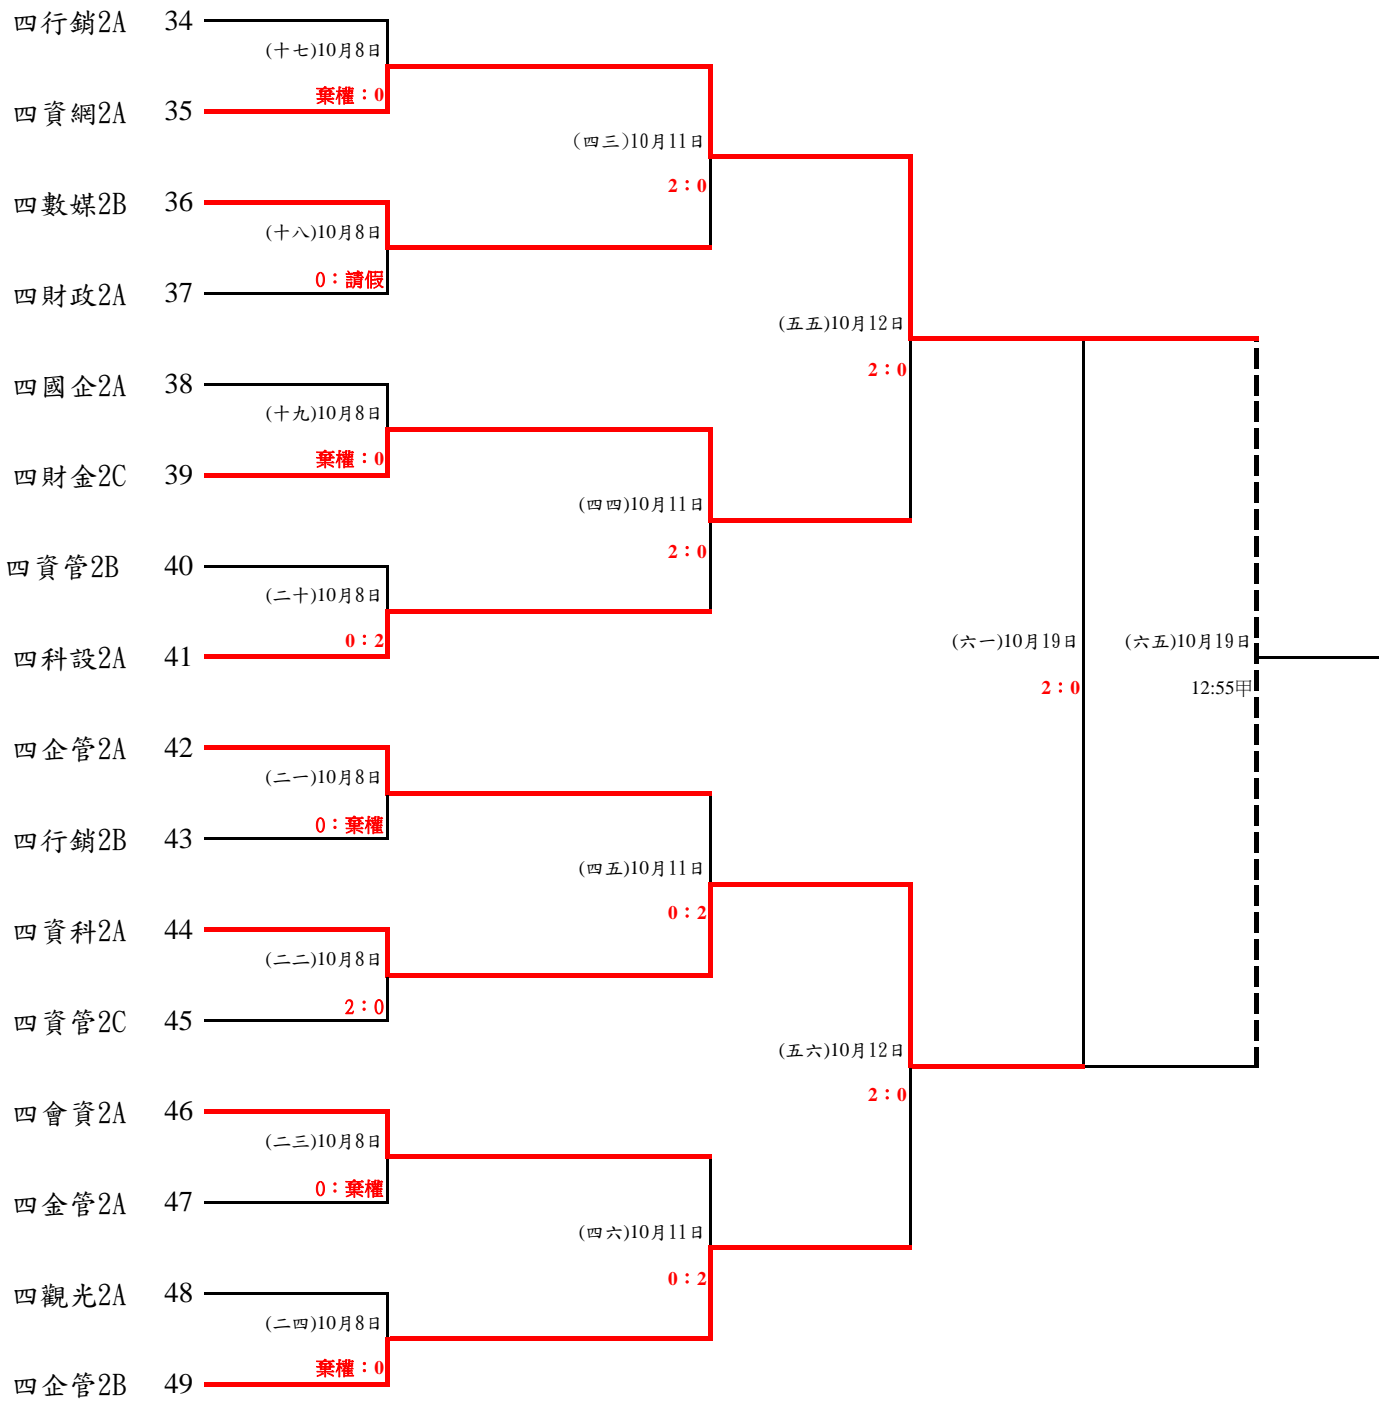 四行銷2A 34
(十七)10月8日
棄權：0
四資網2A 35
(四三)10月11日
2：0
四數媒2B 36
(十八)10月8日
0：請假
四財政2A 37
(五五)10月12日
2：0
四國企2A 38
(十九)10月8日
棄權：0
四財金2C 39
(四四)10月11日
2：0
四資管2B 40
(二十)10月8日
0：2
四科設2A 41
(六一)10月19日
2：0
(六五)10月19日
12:55甲
四企管2A 42
(二一)10月8日
0：棄權
四行銷2B 43
(四五)10月11日
0：2
四資科2A 44
(二二)10月8日
2：0
四資管2C 45
(五六)10月12日
2：0
四會資2A 46
(二三)10月8日
0：棄權
四金管2A 47
(四六)10月11日
0：2
四觀光2A 48
(二四)10月8日
棄權：0
四企管2B 49